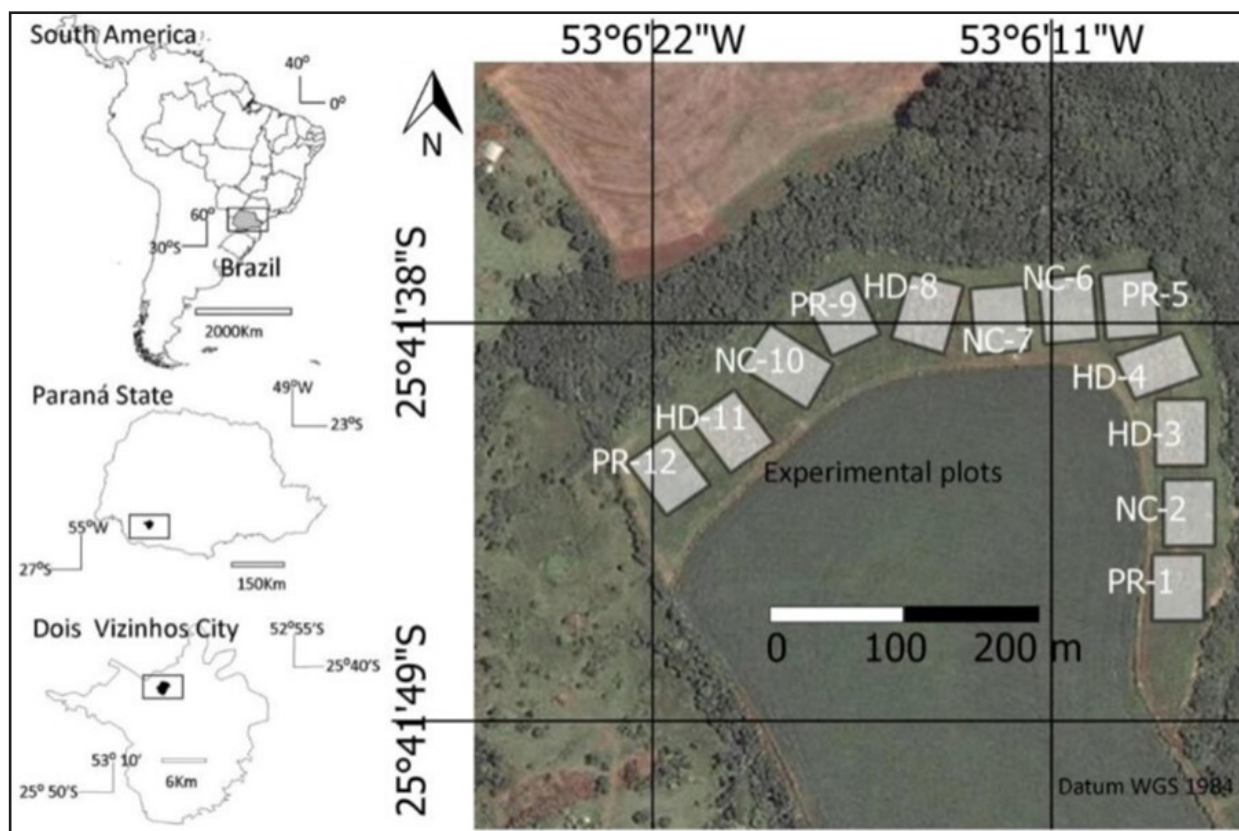 South America
40°
0°
60°
30°S
Brazil
2000Km
Paraná State
49°W
23°S
55°W
27°S
150Km
Dois Vizinhos City
52°55'S
25°40'S
53°10'
25°50'S
6Km
N
53°6'22"W
53°6'11"W
25°41'38"S
25°41'49"S
PR-9
HD-8
NC-7
NC-6
PR-5
NC-10
HD-4
HD-11
HD-3
PR-12
NC-2
PR-1
Experimental plots
0 100 200 m
Datum WGS 1984